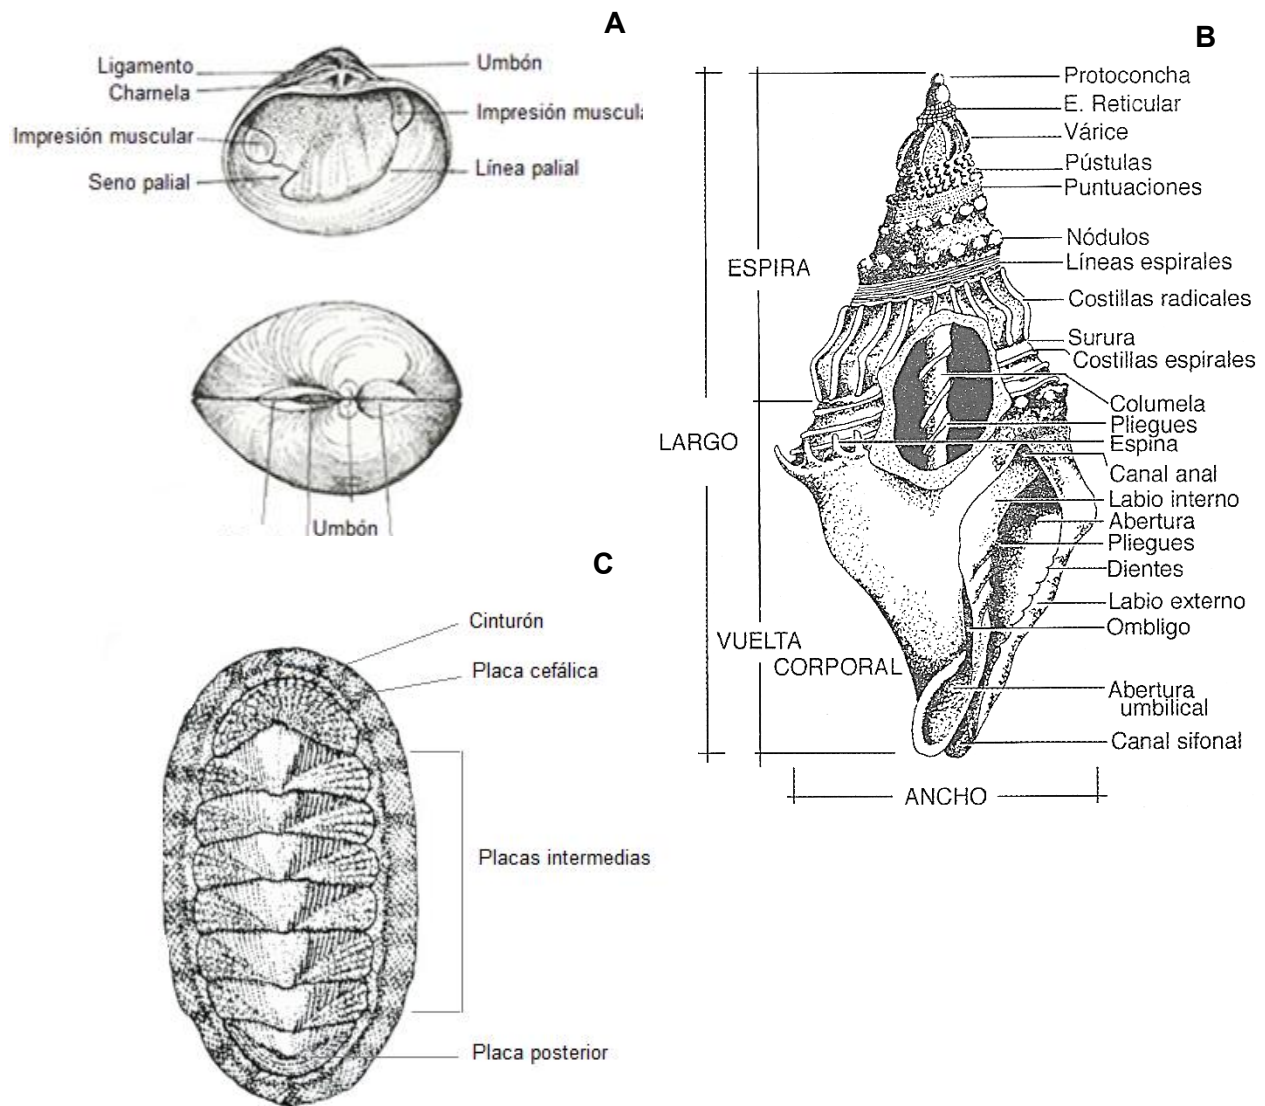 A
Ligamento
Charnela
Umbón
Impresión muscular
Impresión muscula
Seno palial
Línea palial
Umbón
B
Protoconcha
E. Reticular
Várice
Pústulas
Puntuaciones
Nódulos
Líneas espirales
Costillas radicales
Surura
Costillas espirales
Columela
Pliegues
Espina
Canal anal
Labio interno
Abertura
Pliegues
Dientes
Labio externo
Ombligo
Abertura
umbilical
Canal sifonal
ESPIRA
LARGO
VUELTA
CORPORAL
ANCHO
C
Cinturón
Placa cefálica
Placas intermedias
Placa posterior